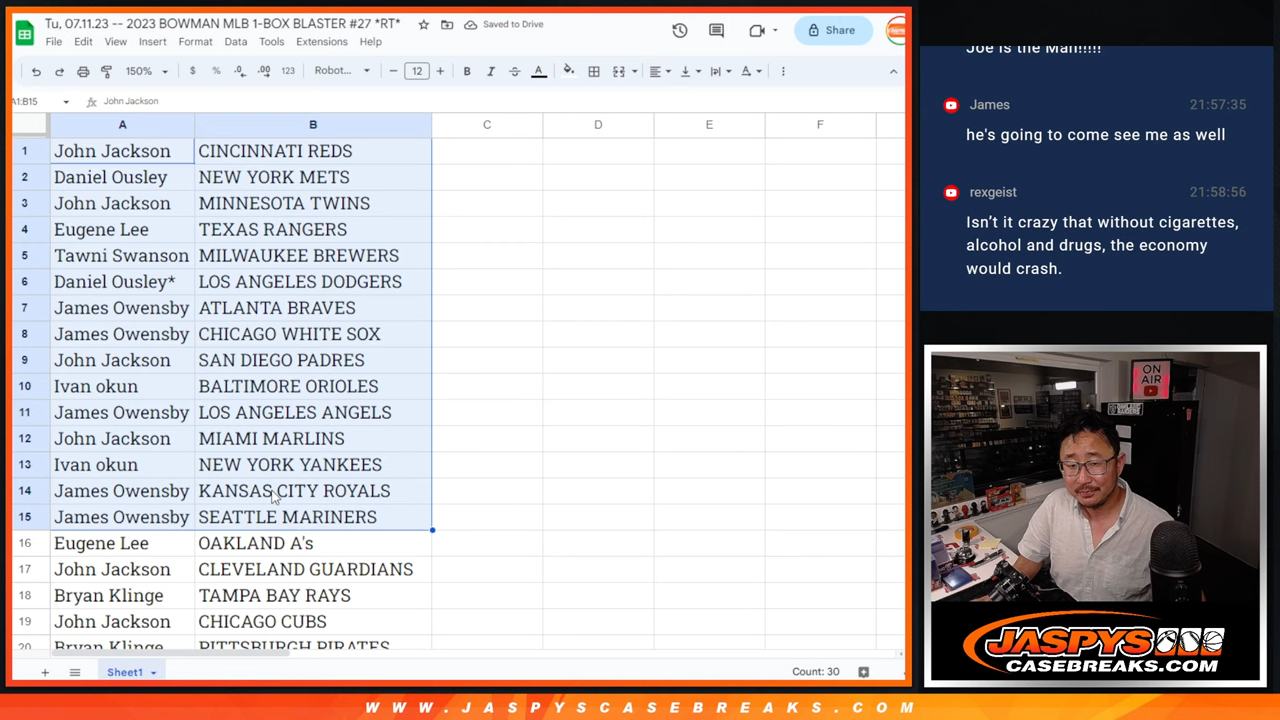 Tu, 07.11.23 -- 2023 BOWMAN MLB 1-BOX BLASTER #27 *RT*
Saved to Drive
Share
File Edit View Insert Format Data Tools Extensions Help
150% $ % .0 .00 123 Robot... 12 B I S A
A1:B15 fx John Jackson
A B C D E F
1 John Jackson CINCINNATI REDS
2 Daniel Ousley NEW YORK METS
3 John Jackson MINNESOTA TWINS
4 Eugene Lee TEXAS RANGERS
5 Tawni Swanson MILWAUKEE BREWERS
6 Daniel Ousley* LOS ANGELES DODGERS
7 James Owensby ATLANTA BRAVES
8 James Owensby CHICAGO WHITE SOX
9 John Jackson SAN DIEGO PADRES
10 Ivan okun BALTIMORE ORIOLES
11 James Owensby LOS ANGELES ANGELS
12 John Jackson MIAMI MARLINS
13 Ivan okun NEW YORK YANKEES
14 James Owensby KANSAS CITY ROYALS
15 James Owensby SEATTLE MARINERS
16 Eugene Lee OAKLAND A's
17 John Jackson CLEVELAND GUARDIANS
18 Bryan Klinge TAMPA BAY RAYS
19 John Jackson CHICAGO CUBS
20 Bryan Klinge PITTSBURGH PIRATES
Sheet1
Count: 30
Joe is the Man!!!!!
James 21:57:35
he's going to come see me as well
rexgeist 21:58:56
Isn't it crazy that without cigarettes,
alcohol and drugs, the economy
would crash.
ON
AIR
JASPYS
CASEBREAKS.COM
WWW.JASPYSCASEBREAKS.COM